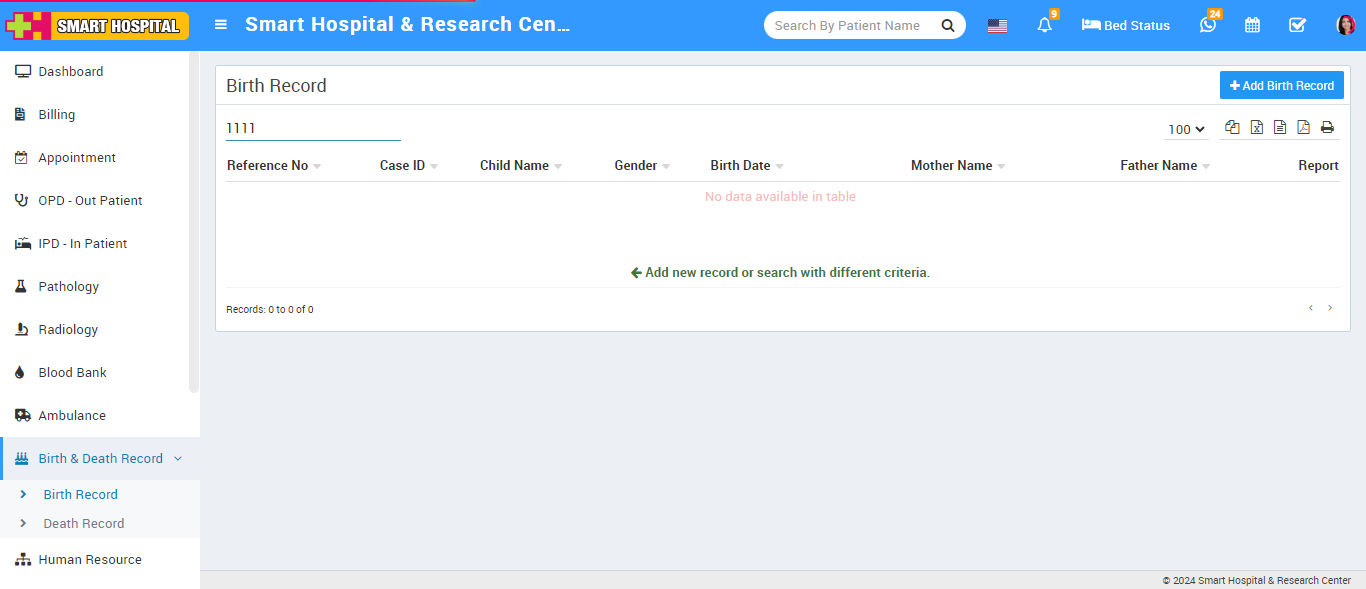 SMART HOSPITAL
Smart Hospital & Research Cen...
Search By Patient Name
9
Bed Status
24
Dashboard
Billing
Appointment
OPD - Out Patient
IPD - In Patient
Pathology
Radiology
Blood Bank
Ambulance
Birth & Death Record
Birth Record
Death Record
Human Resource
Birth Record
Add Birth Record
1111
100
Reference No Case ID Child Name Gender Birth Date Mother Name Father Name Report
No data available in table
Add new record or search with different criteria.
Records: 0 to 0 of 0
© 2024 Smart Hospital & Research Center